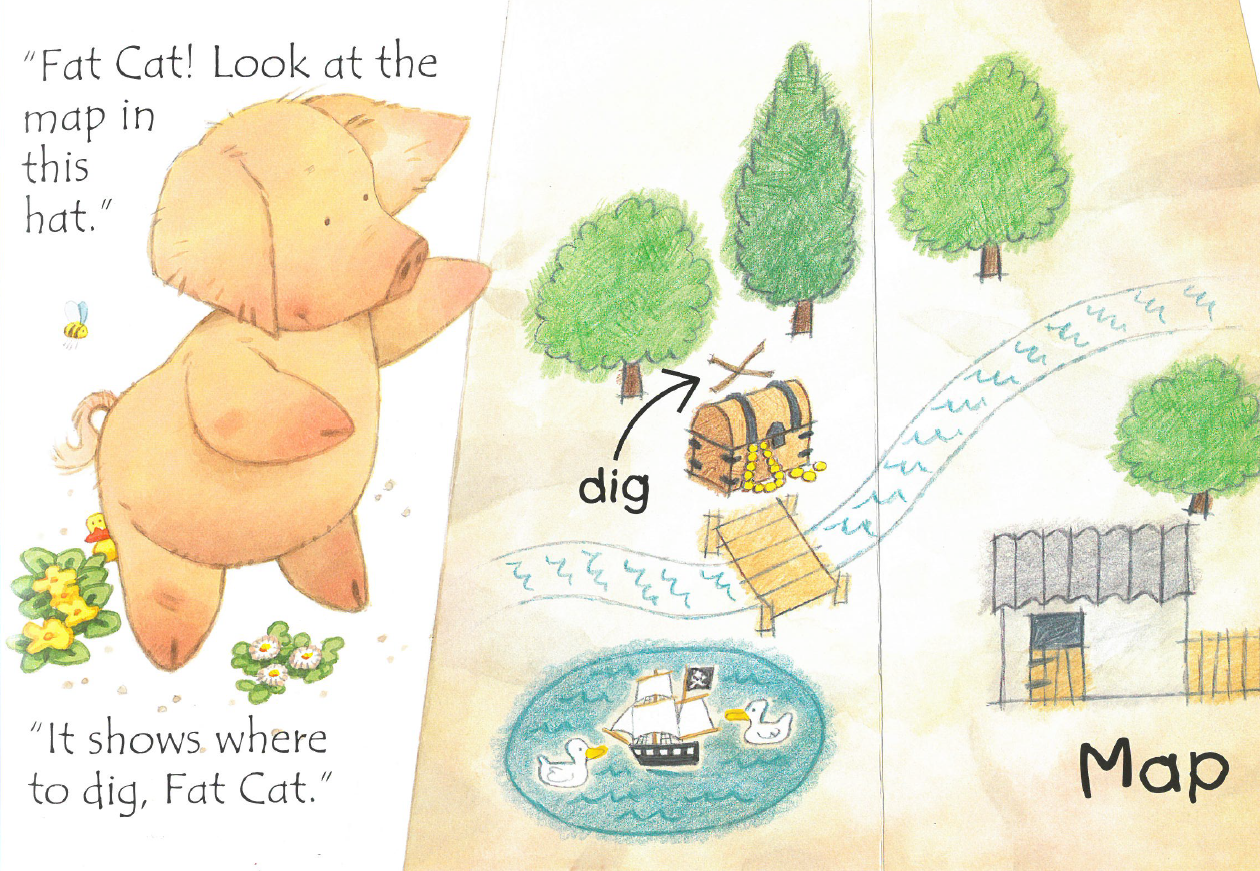 "Fat Cat! Look at the
map in
this
hat."
dig
"It shows where
to dig, Fat Cat."
Map